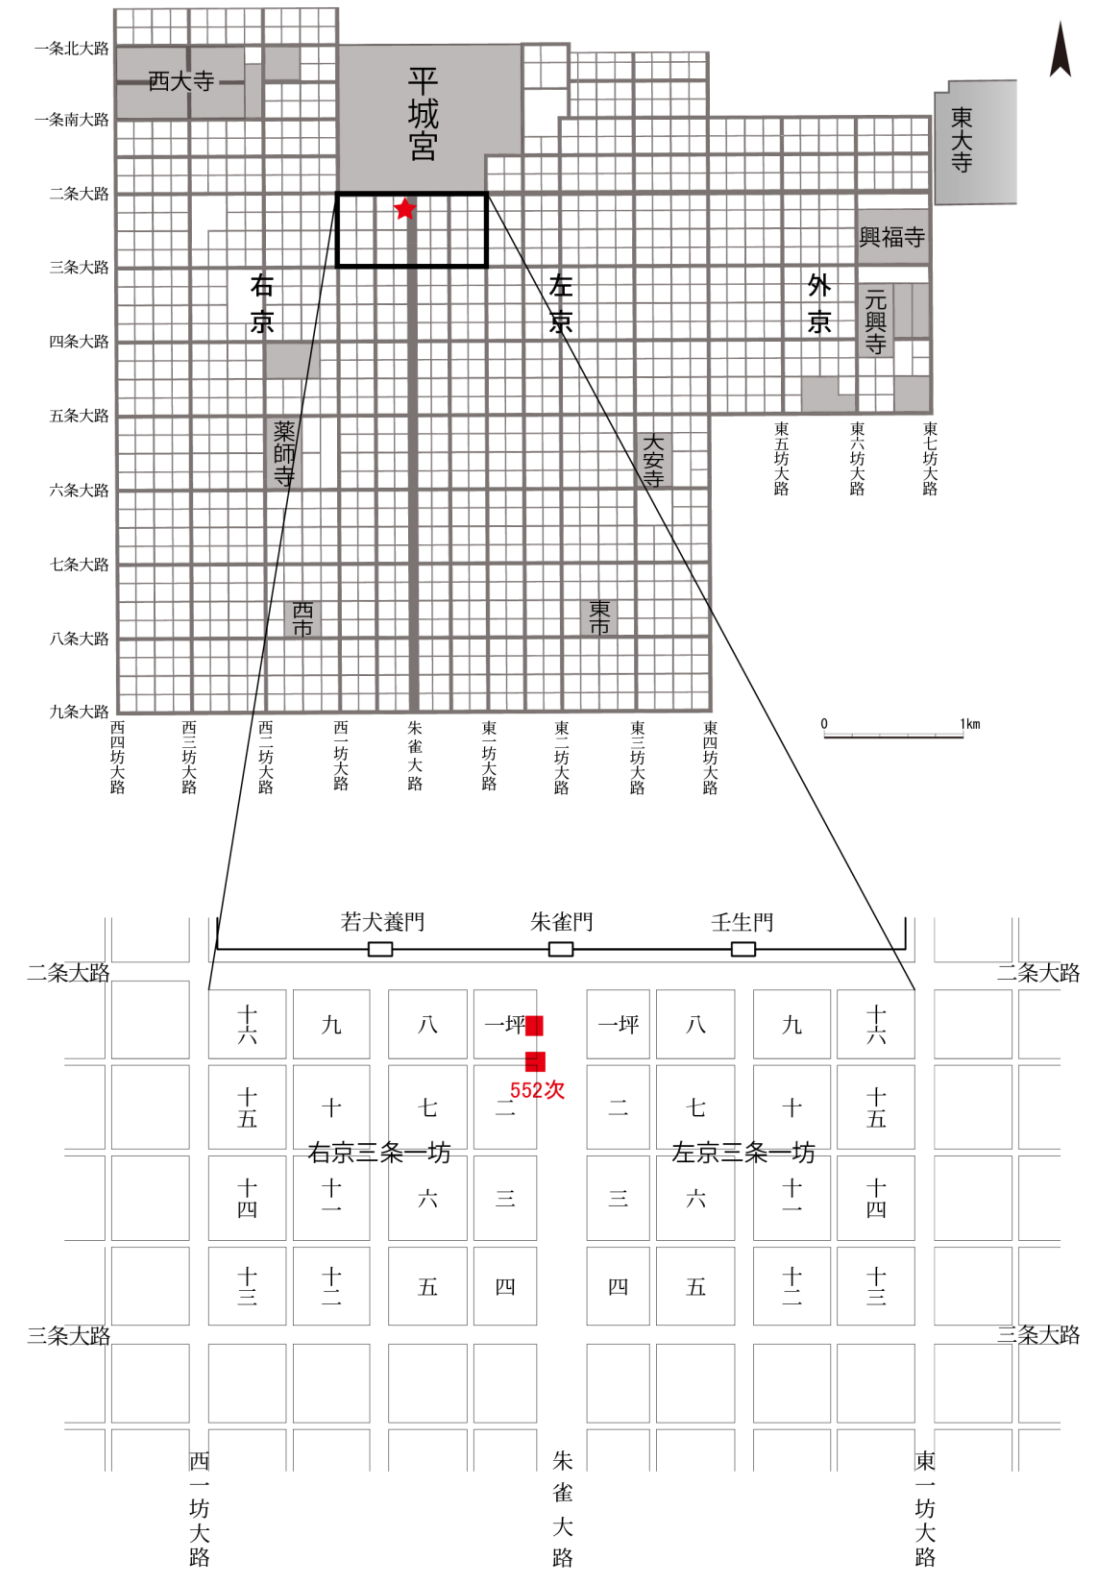 一条北大路
西大寺
平城宮
一条南大路
東大寺
二条大路
興福寺
三条大路
右京
左京
外京
元興寺
四条大路
五条大路
薬師寺
大安寺
東五坊大路
東六坊大路
東七坊大路
六条大路
七条大路
西市
東市
八条大路
九条大路
西四坊大路
西三坊大路
西二坊大路
西一坊大路
朱雀大路
東一坊大路
東二坊大路
東三坊大路
東四坊大路
0 1km
若犬養門 朱雀門 壬生門
二条大路 二条大路
十六 九 八 一坪 一坪 八 九 十六
552次
十五 十 七 二 二 七 十 十五
右京三条一坊 左京三条一坊
十四 十一 六 三 三 六 十一 十四
十三 十二 五 四 四 五 十二 十三
三条大路 三条大路
西一坊大路
朱雀大路
東一坊大路